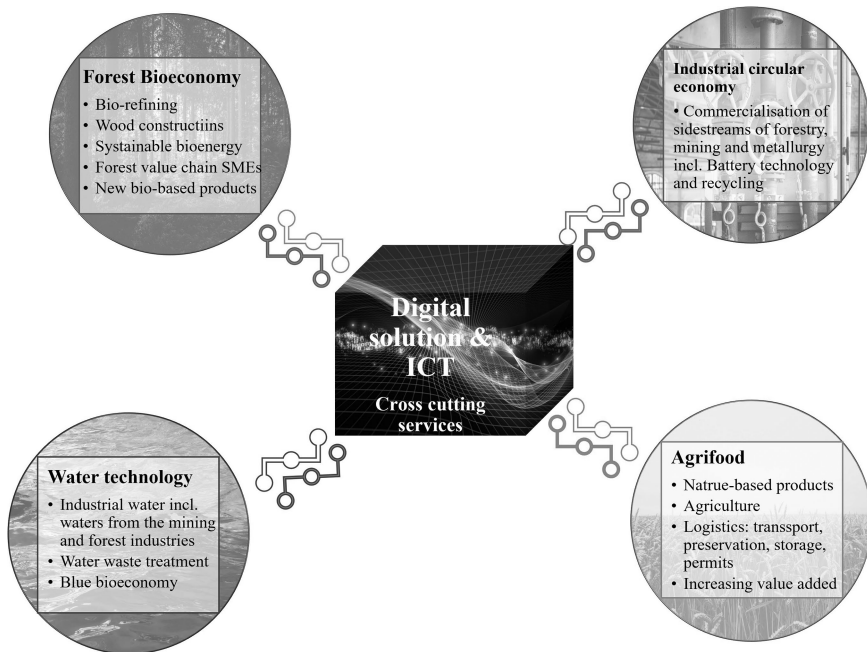 Forest Bioeconomy
• Bio-refining
• Wood constructiins
• Systainable bioenergy
• Forest value chain SMEs
• New bio-based products
Industrial circular
economy
• Commercialisation of
sidestreams of forestry,
mining and metallurgy
incl. Battery technology
and recycling
Digital
solution &
ICT
Cross cutting
services
Water technology
• Industrial water incl.
waters from the mining
and forest industries
• Water waste treatment
• Blue bioeconomy
Agrifood
• Natrue-based products
• Agriculture
• Logistics: transsport,
preservation, storage,
permits
• Increasing value added